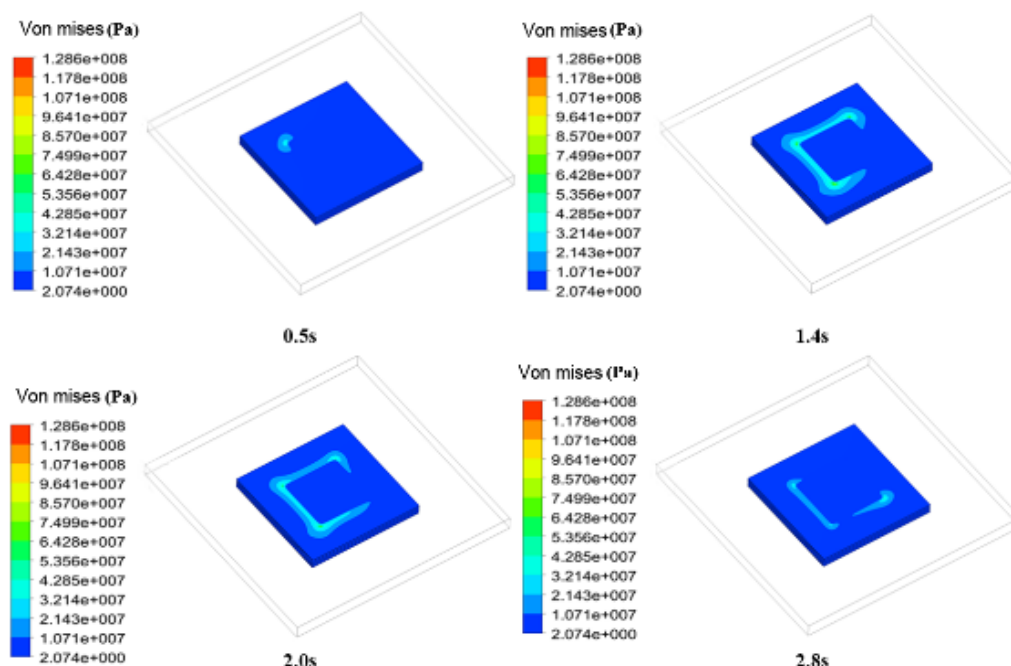 Von mises (Pa)
1.286e+008
1.178e+008
1.071e+008
9.641e+007
8.570e+007
7.499e+007
6.428e+007
5.356e+007
4.285e+007
3.214e+007
2.143e+007
1.071e+007
2.074e+000
0.5s
Von mises (Pa)
1.286e+008
1.178e+008
1.071e+008
9.641e+007
8.570e+007
7.499e+007
6.428e+007
5.356e+007
4.285e+007
3.214e+007
2.143e+007
1.071e+007
2.074e+000
1.4s
Von mises (Pa)
1.286e+008
1.178e+008
1.071e+008
9.641e+007
8.570e+007
7.499e+007
6.428e+007
5.356e+007
4.285e+007
3.214e+007
2.143e+007
1.071e+007
2.074e+000
2.0s
Von mises (Pa)
1.286e+008
1.178e+008
1.071e+008
9.641e+007
8.570e+007
7.499e+007
6.428e+007
5.356e+007
4.285e+007
3.214e+007
2.143e+007
1.071e+007
2.074e+000
2.8s